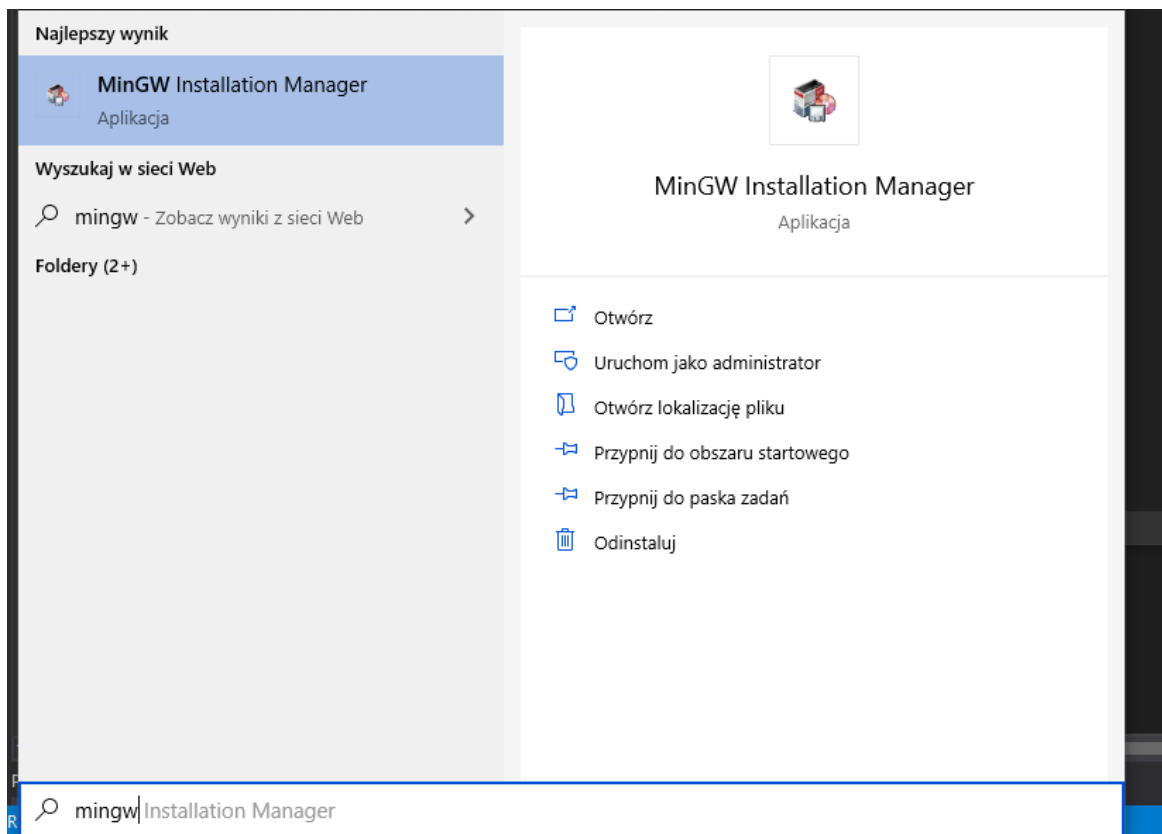 Najlepszy wynik
MinGW Installation Manager
Aplikacja
Wyszukaj w sieci Web
mingw - Zobacz wyniki z sieci Web
Foldery (2+)
MinGW Installation Manager
Aplikacja
Otwórz
Uruchom jako administrator
Otwórz lokalizację pliku
Przypnij do obszaru startowego
Przypnij do paska zadań
Odinstaluj
mingw Installation Manager